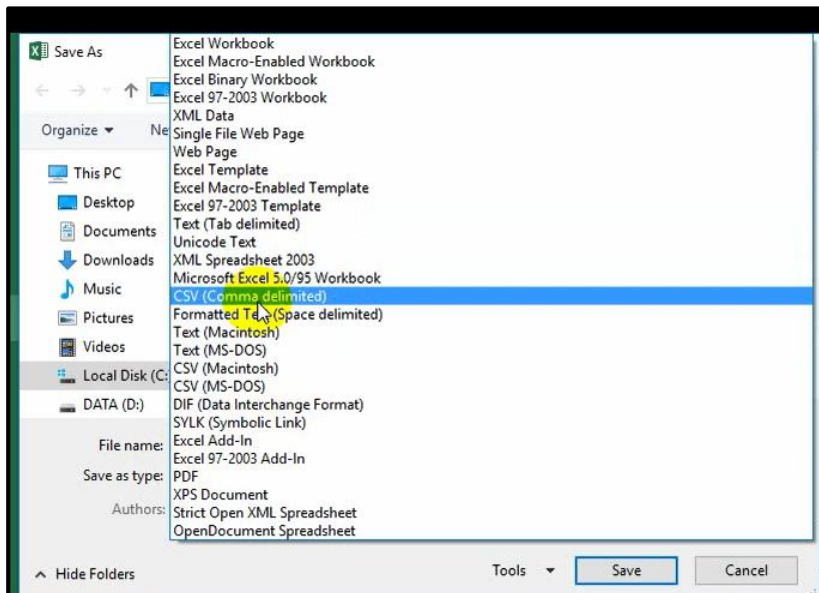 Save As
Organize
Ne
This PC
Desktop
Documents
Downloads
Music
Pictures
Videos
Local Disk (C:
DATA (D:)
Excel Workbook
Excel Macro-Enabled Workbook
Excel Binary Workbook
Excel 97-2003 Workbook
XML Data
Single File Web Page
Web Page
Excel Template
Excel Macro-Enabled Template
Excel 97-2003 Template
Text (Tab delimited)
Unicode Text
XML Spreadsheet 2003
Microsoft Excel 5.0/95 Workbook
CSV (Comma delimited)
Formatted Text (Space delimited)
Text (Macintosh)
Text (MS-DOS)
CSV (Macintosh)
CSV (MS-DOS)
DIF (Data Interchange Format)
SYLK (Symbolic Link)
Excel Add-In
Excel 97-2003 Add-In
PDF
XPS Document
Strict Open XML Spreadsheet
OpenDocument Spreadsheet
File name:
Save as type:
Authors:
Hide Folders
Tools
Save
Cancel